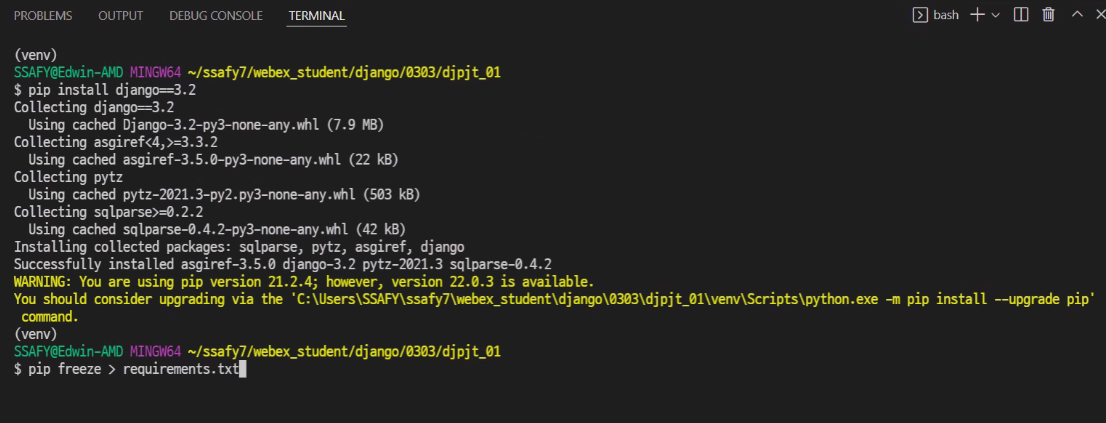 PROBLEMS OUTPUT DEBUG CONSOLE TERMINAL bash
(venv)
SSAFY@Edwin-AMD MINGW64 ~/ssafy7/webex_student/django/0303/djpjt_01
$ pip install django==3.2
Collecting django==3.2
  Using cached Django-3.2-py3-none-any.whl (7.9 MB)
Collecting asgiref<4,>=3.3.2
  Using cached asgiref-3.5.0-py3-none-any.whl (22 kB)
Collecting pytz
  Using cached pytz-2021.3-py2.py3-none-any.whl (503 kB)
Collecting sqlparse>=0.2.2
  Using cached sqlparse-0.4.2-py3-none-any.whl (42 kB)
Installing collected packages: sqlparse, pytz, asgiref, django
Successfully installed asgiref-3.5.0 django-3.2 pytz-2021.3 sqlparse-0.4.2
WARNING: You are using pip version 21.2.4; however, version 22.0.3 is available.
You should consider upgrading via the 'C:\Users\SSAFY\ssafy7\webex_student\django\0303\djpjt_01\venv\Scripts\python.exe -m pip install --upgrade pip'
 command.
(venv)
SSAFY@Edwin-AMD MINGW64 ~/ssafy7/webex_student/django/0303/djpjt_01
$ pip freeze > requirements.txt